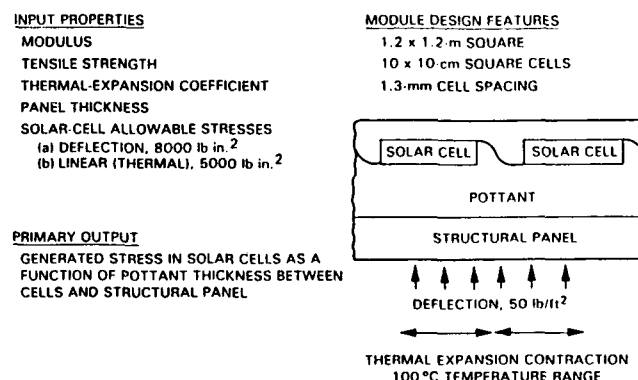 INPUT PROPERTIES
MODULUS
TENSILE STRENGTH
THERMAL-EXPANSION COEFFICIENT
PANEL THICKNESS
SOLAR-CELL ALLOWABLE STRESSES
(a) DEFLECTION, 8000 lb in.²
(b) LINEAR (THERMAL), 5000 lb in.²
PRIMARY OUTPUT
GENERATED STRESS IN SOLAR CELLS AS A
FUNCTION OF POTTANT THICKNESS BETWEEN
CELLS AND STRUCTURAL PANEL
MODULE DESIGN FEATURES
1.2 x 1.2-m SQUARE
10 x 10-cm SQUARE CELLS
1.3-mm CELL SPACING
SOLAR CELL
SOLAR CELL
POTTANT
STRUCTURAL PANEL
DEFLECTION, 50 lb/ft²
THERMAL EXPANSION CONTRACTION
100°C TEMPERATURE RANGE